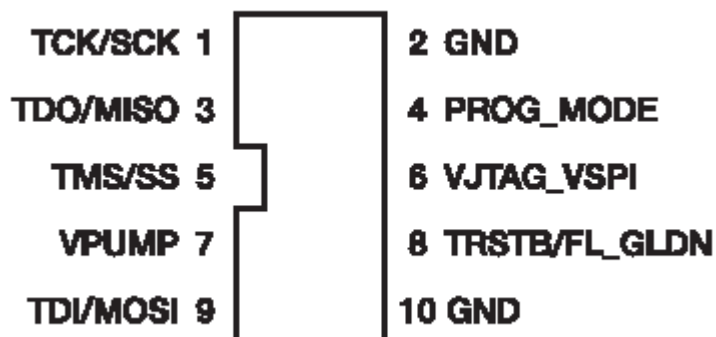 TCK/SCK 1 2 GND
TDO/MISO 3 4 PROG_MODE
TMS/SS 5 6 VJTAG_VSPI
VPUMP 7 8 TRSTB/FL_GLDN
TDI/MOSI 9 10 GND